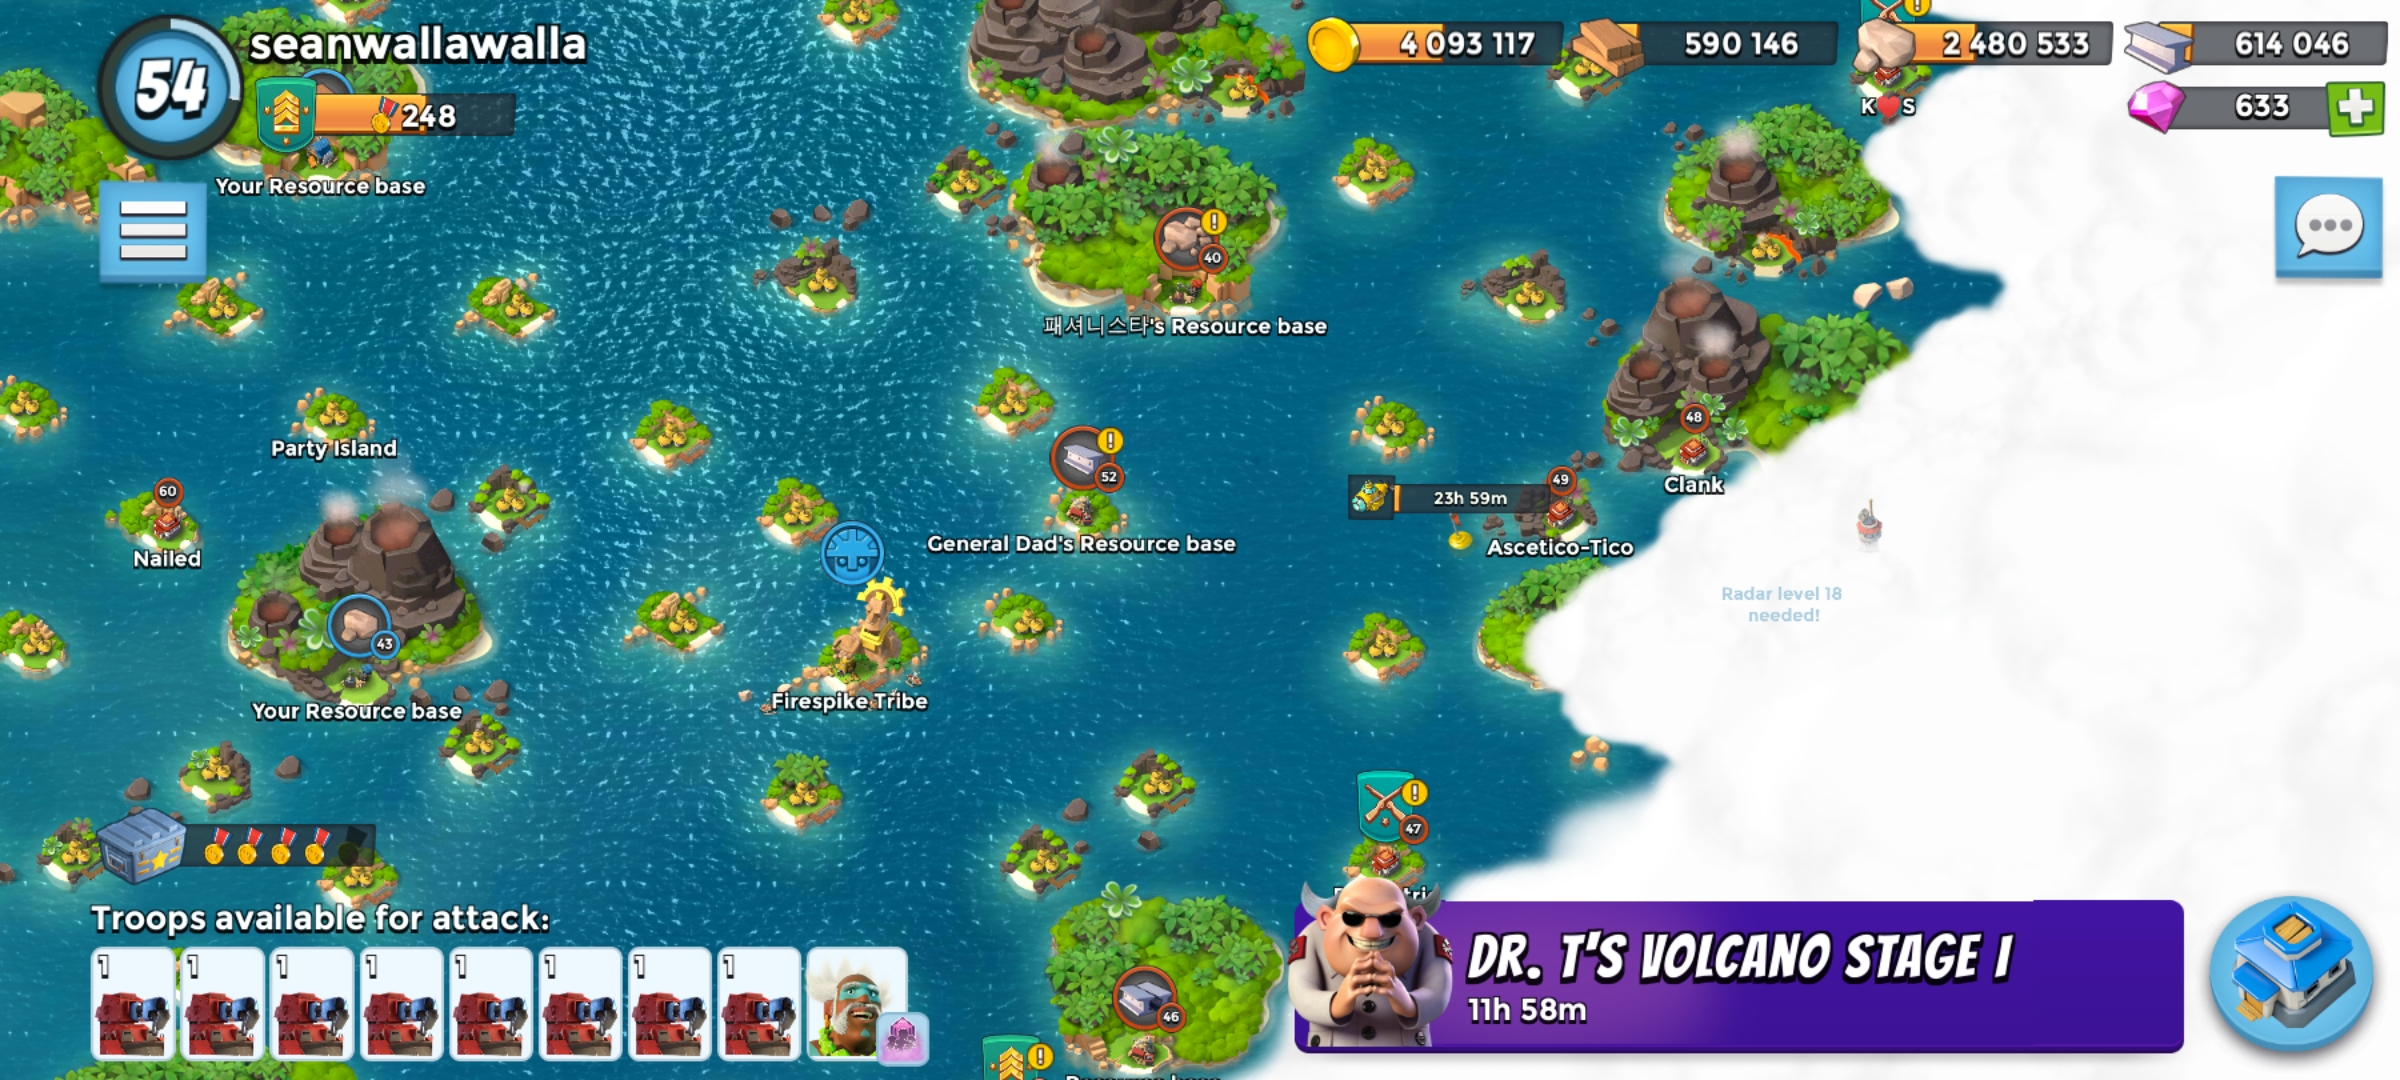 54
seanwallawalla
248
4 093 117
590 146
2 480 533
614 046
633
K❤️S
Your Resource base
40
패셔니스타's Resource base
Party Island
60
Nailed
52
General Dad's Resource base
48
Clank
23h 59m
49
Ascetico-Tico
Radar level 18
needed!
43
Your Resource base
Firespike Tribe
47
Troops available for attack:
1
1
1
1
1
1
1
1
46
DR. T'S VOLCANO STAGE I
11h 58m